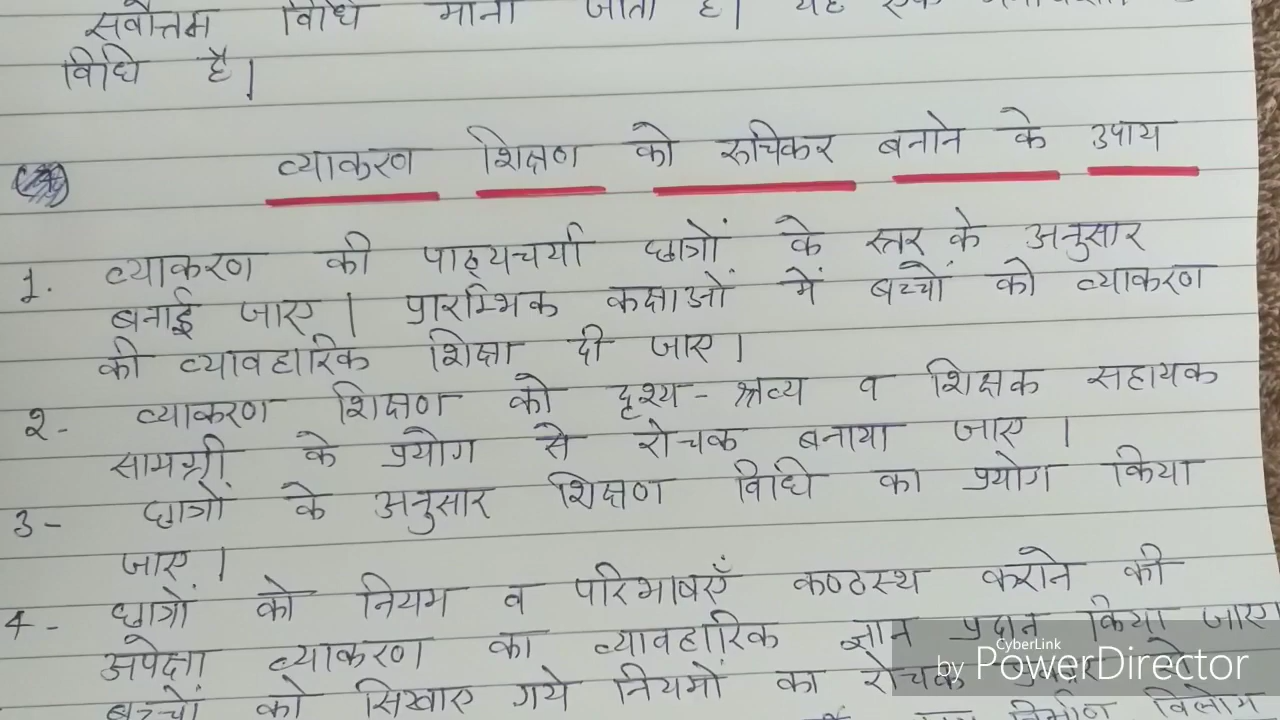 सर्वोत्तम विधि माना जाता है। यह एक
विधि है।
व्याकरण शिक्षण को रुचिकर बनाने के उपाय
1. व्याकरण की पाठ्यचर्या छात्रों के स्तर के अनुसार
बनाई जाए। प्रारम्भिक कक्षाओं में बच्चों को व्याकरण
की व्यावहारिक शिक्षा दी जाए।
2- व्याकरण शिक्षण को दृश्य-श्रव्य व शिक्षक सहायक
सामग्री के प्रयोग से रोचक बनाया जाए।
3- छात्रों के अनुसार शिक्षण विधि का प्रयोग किया
जाए।
4- छात्रों को नियम व परिभाषएँ कण्ठस्थ कराने की
अपेक्षा व्याकरण का व्यावहारिक ज्ञान प्रदान किया जाए
बच्चों को सिखाए गये नियमों का रोचक
निर्माण विलोम
CyberLink
by PowerDirector